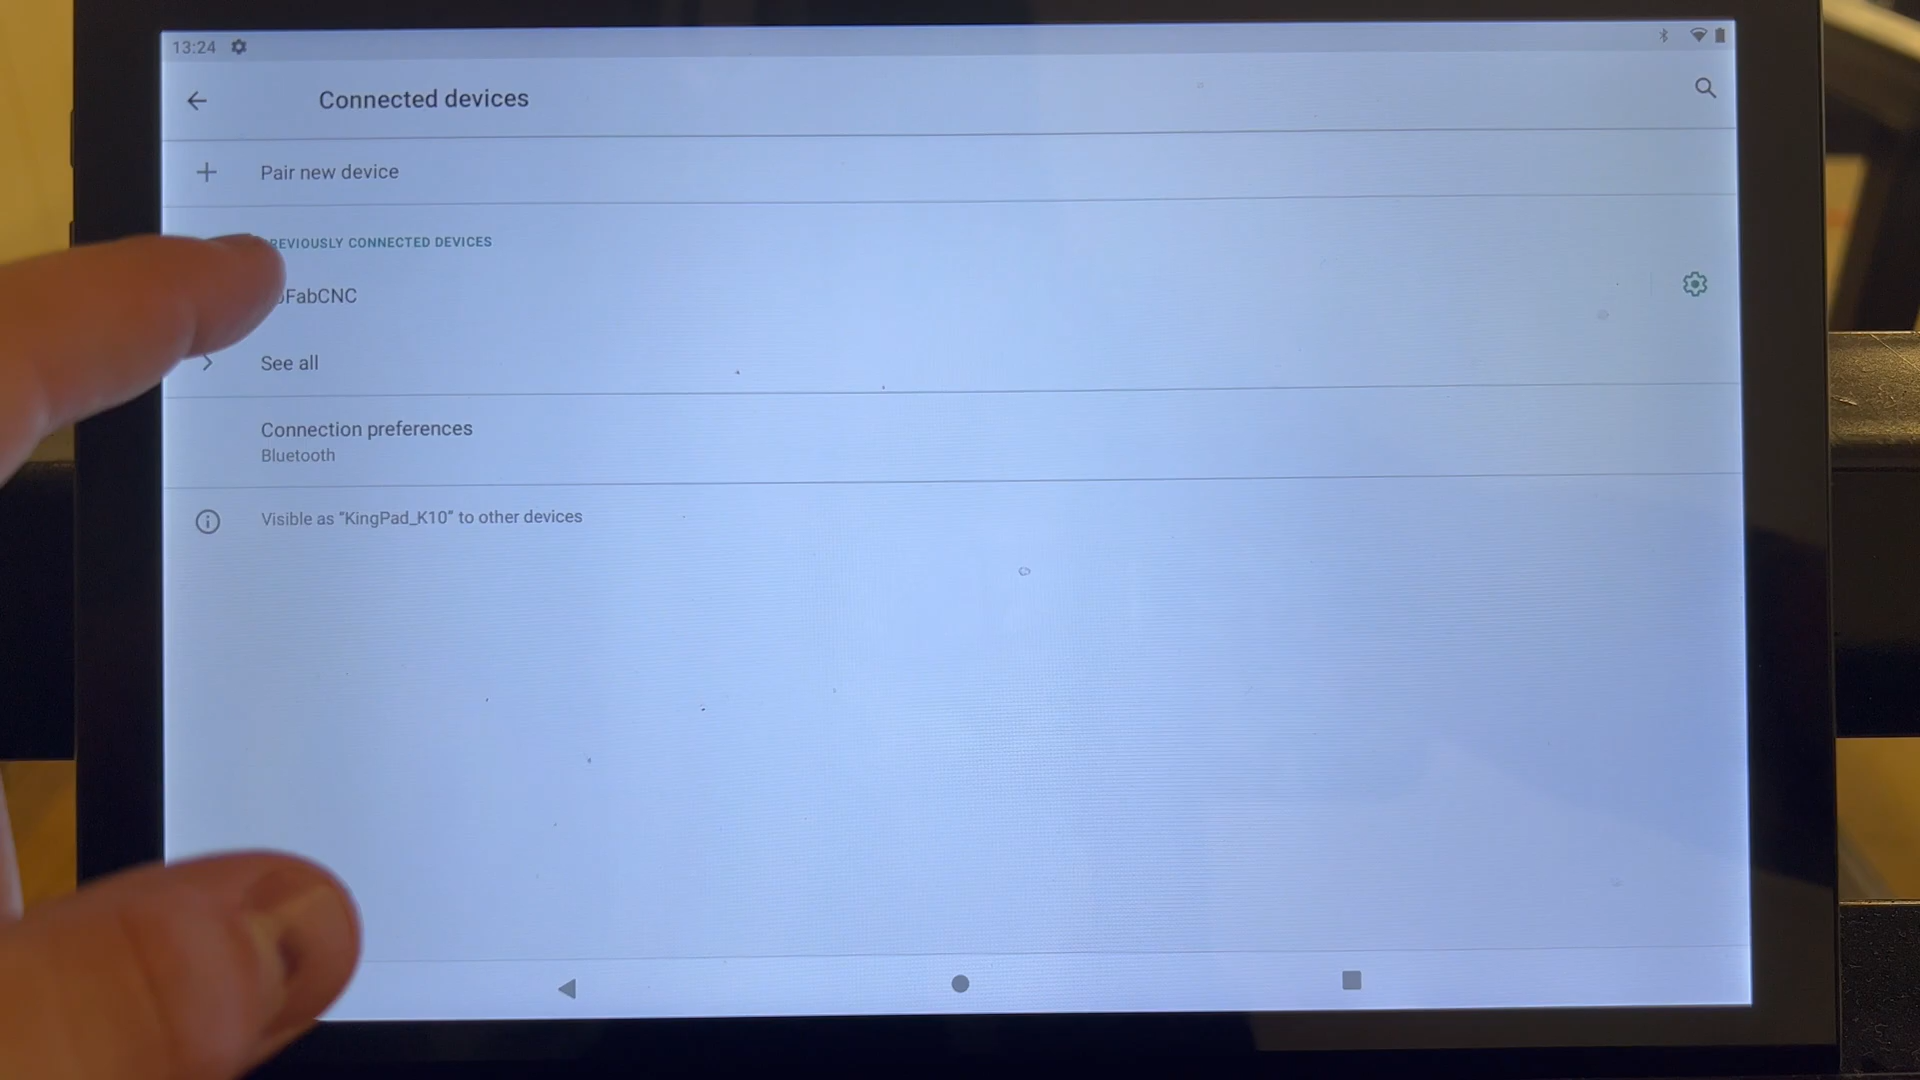 13:24
Connected devices
Pair new device
REVIOUSLY CONNECTED DEVICES
oFabCNC
See all
Connection preferences
Bluetooth
Visible as “KingPad_K10” to other devices